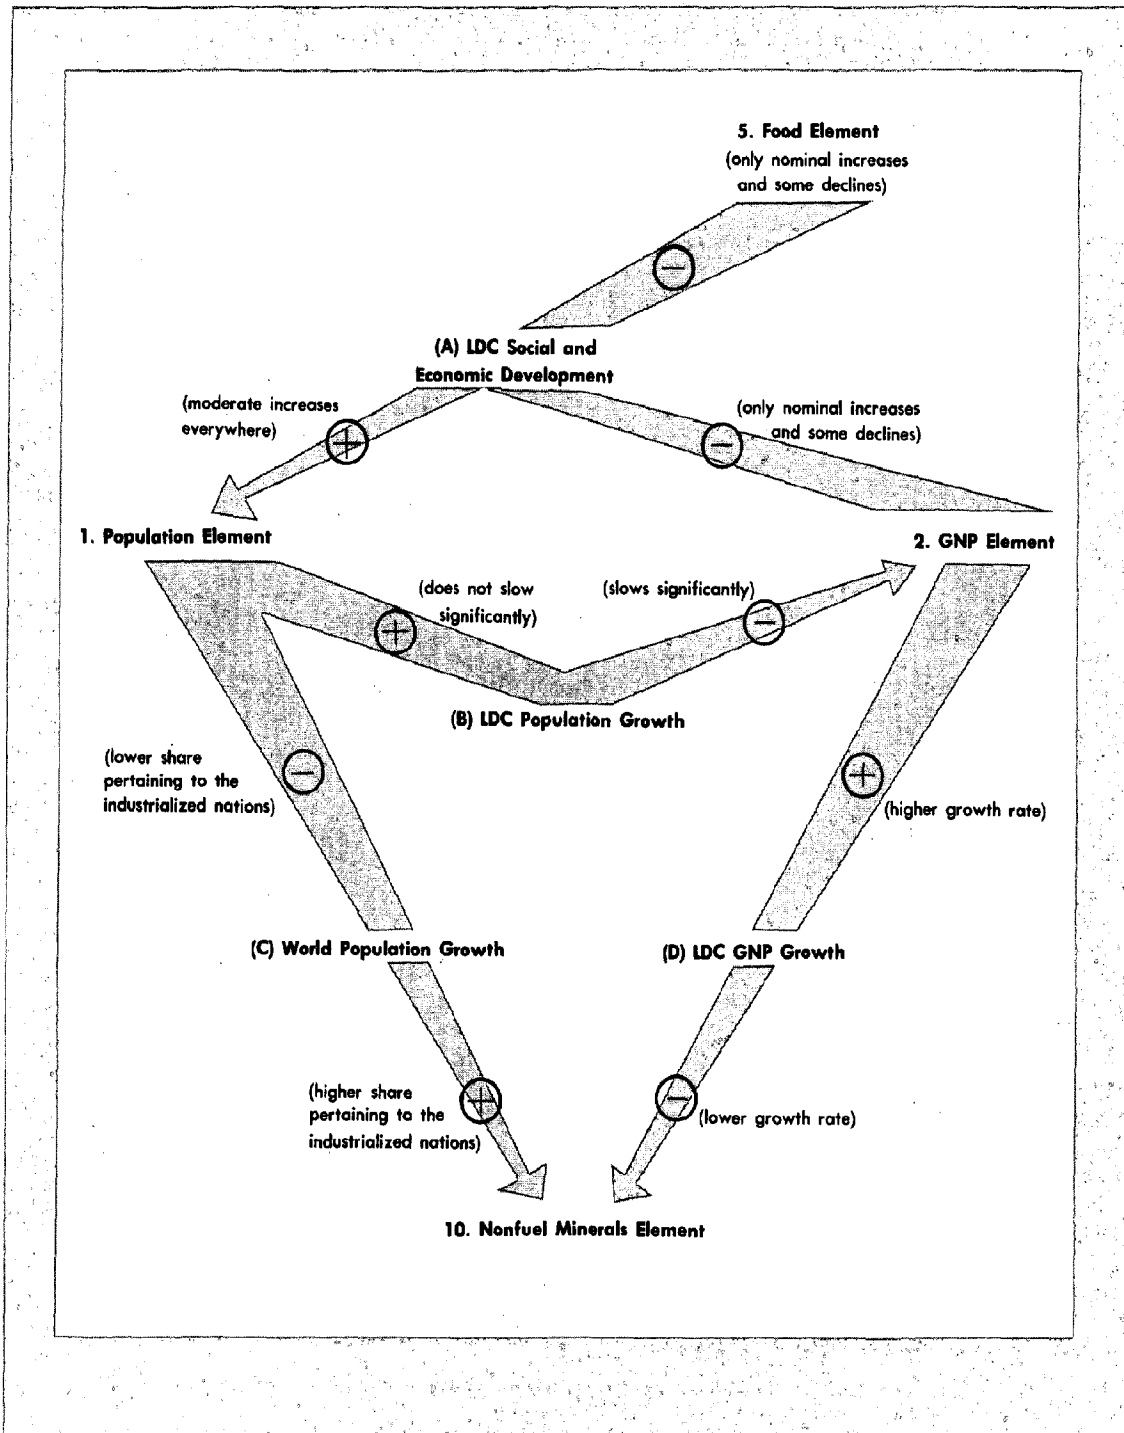 5. Food Element
(only nominal increases
and some declines)
−
(A) LDC Social and
Economic Development
(moderate increases
everywhere)
+
(only nominal increases
and some declines)
−
1. Population Element
2. GNP Element
(does not slow
significantly)
+
(slows significantly)
−
(B) LDC Population Growth
(lower share
pertaining to the
industrialized nations)
−
+
(higher growth rate)
(C) World Population Growth
(D) LDC GNP Growth
(higher share
pertaining to the
industrialized nations)
+
−
(lower growth rate)
10. Nonfuel Minerals Element